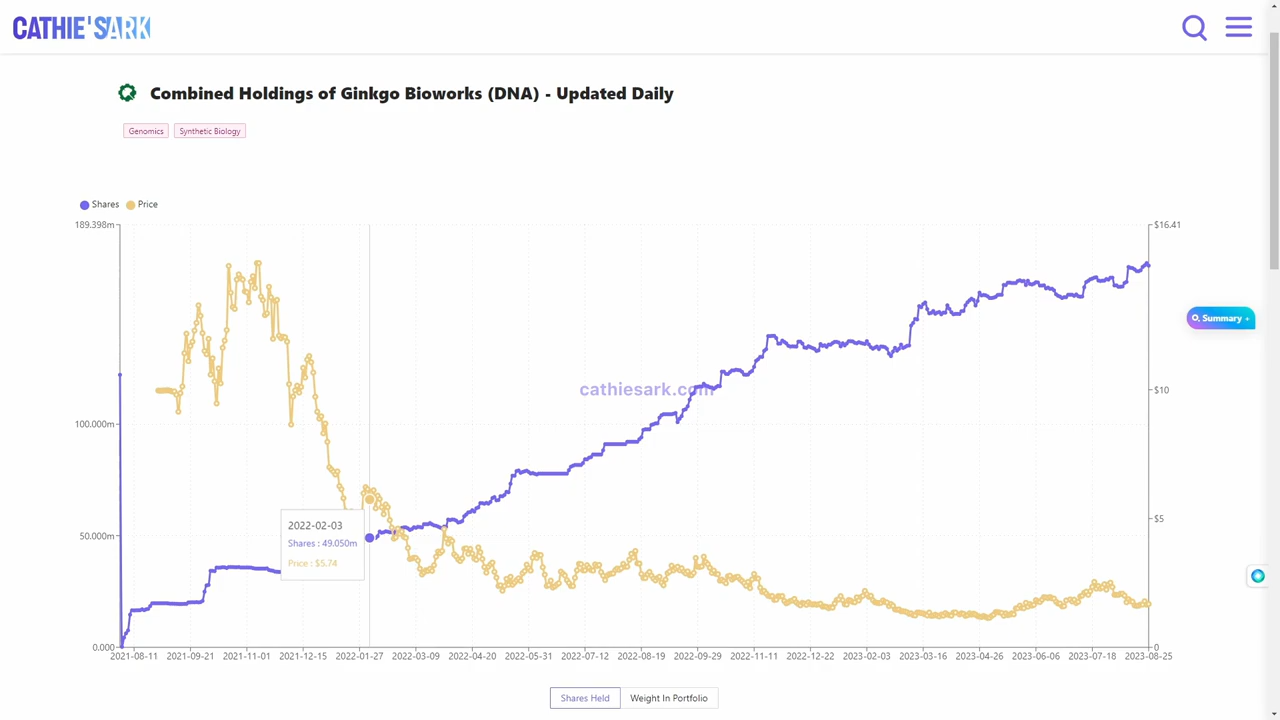 CATHIE'SARK
Combined Holdings of Ginkgo Bioworks (DNA) - Updated Daily
Genomics Synthetic Biology
Shares Price
189.398m $16.41
Summary +
cathiesark.com $10
100.000m
2022-02-03
Shares : 49.050m
Price : $5.74
$5
50.000m
0.000 0
2021-08-11 2021-09-21 2021-11-01 2021-12-15 2022-01-27 2022-03-09 2022-04-20 2022-05-31 2022-07-12 2022-08-19 2022-09-29 2022-11-11 2022-12-22 2023-02-03 2023-03-16 2023-04-26 2023-06-06 2023-07-18 2023-08-25
Shares Held Weight In Portfolio